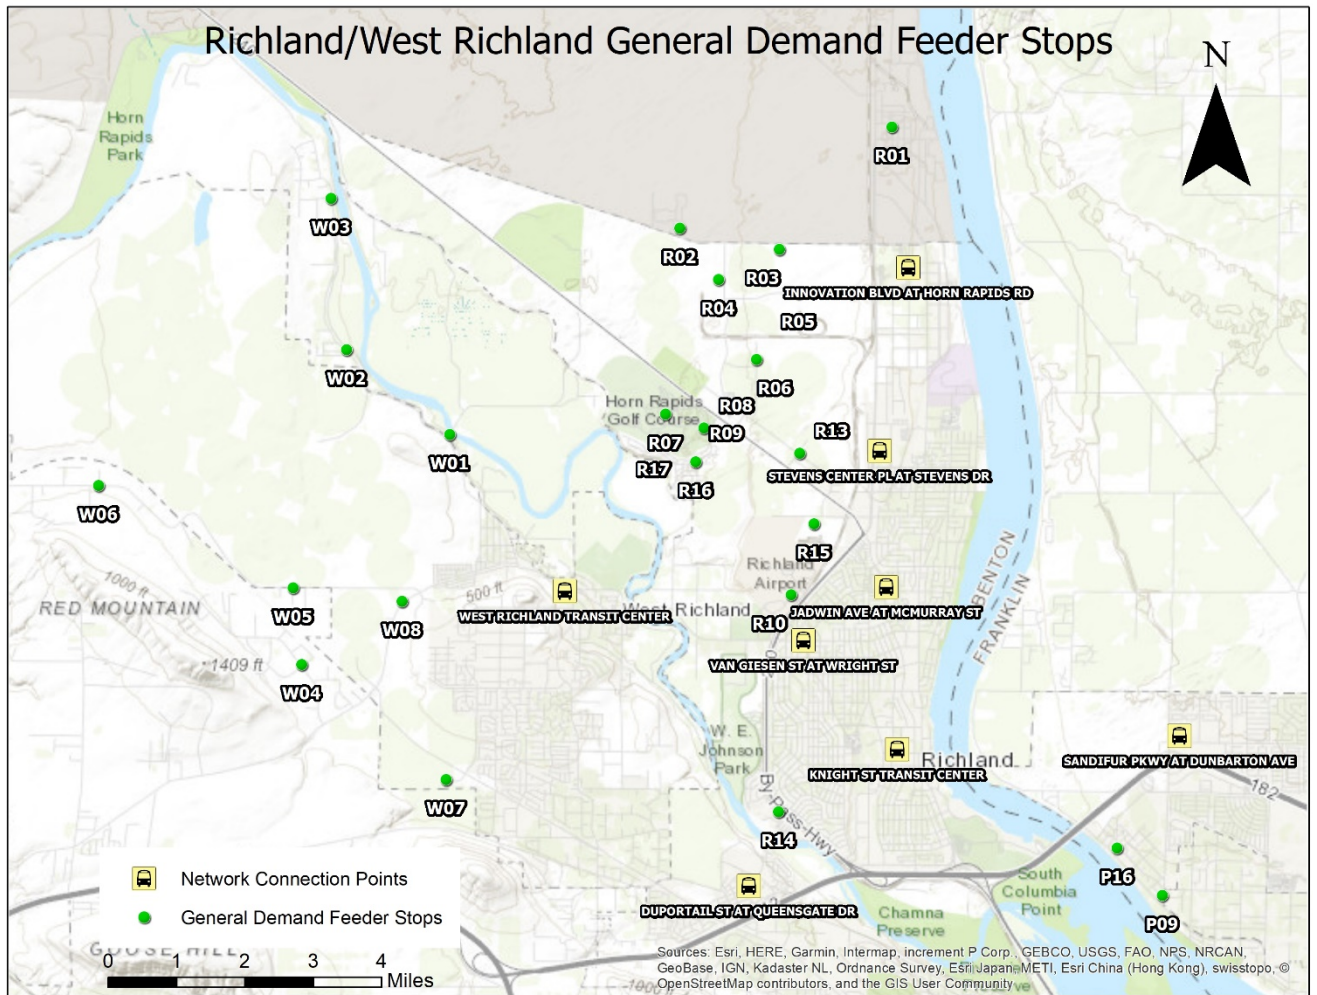 Richland/West Richland General Demand Feeder Stops
N
Horn
Rapids
Park
R01
W03
R02
R03
INNOVATION BLVD AT HORN RAPIDS RD
R04
R05
W02
R06
Horn Rapids
Golf Course
R08
R07
R09
R13
W01
R17
R16
STEVENS CENTER PL AT STEVENS DR
W06
R15
Richland
Airport
BENTON
FRANKLIN
1000 ft
RED MOUNTAIN
500 ft
W05
W08
WEST RICHLAND TRANSIT CENTER
West Richland
JADWIN AVE AT MCMURRAY ST
R10
1409 ft
W04
VAN GIESEN ST AT WRIGHT ST
W. E.
Johnson
Park
Richland
KNIGHT ST TRANSIT CENTER
SANDIFUR PKWY AT DUNBARTON AVE
182
W07
By-Pass Hwy
R14
P16
Network Connection Points
General Demand Feeder Stops
DUPORTAIL ST AT QUEENSGATE DR
South
Columbia
Point
P09
Chamna
Preserve
GOOSE HILL
0 1 2 3 4
Miles
Sources: Esri, HERE, Garmin, Intermap, increment P Corp., GEBCO, USGS, FAO, NPS, NRCAN,
GeoBase, IGN, Kadaster NL, Ordnance Survey, Esri Japan, METI, Esri China (Hong Kong), swisstopo, ©
OpenStreetMap contributors, and the GIS User Community
1000 ft